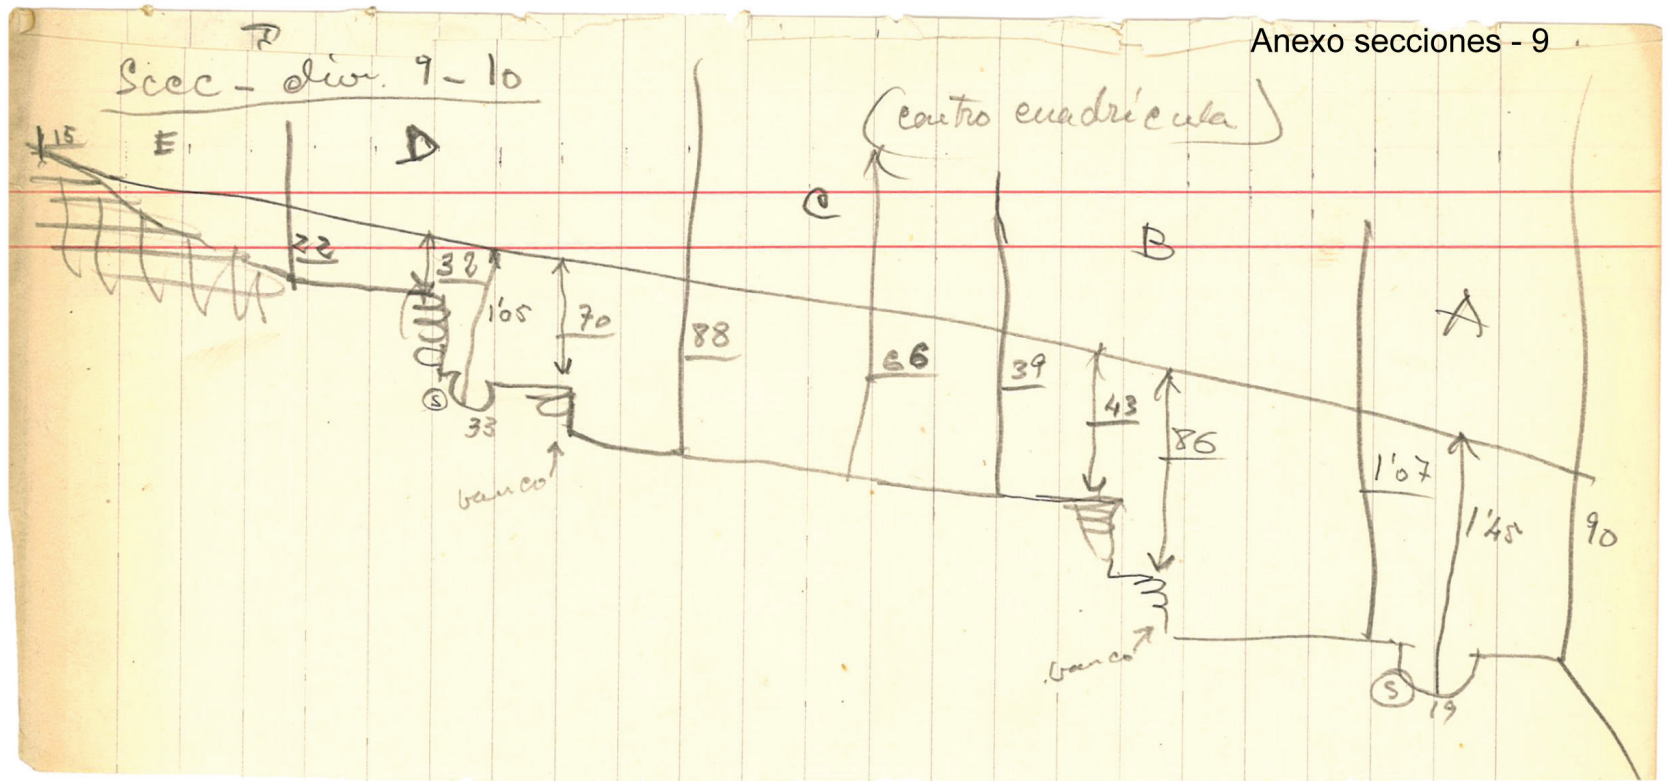 Anexo secciones - 9
Secc - div. 9 - 10
(centro cuadrícula)
15
E
D
C
B
A
22
32
1'05
70
88
66
39
43
86
1'07
1'45
90
S
33
banco
banco
S
19